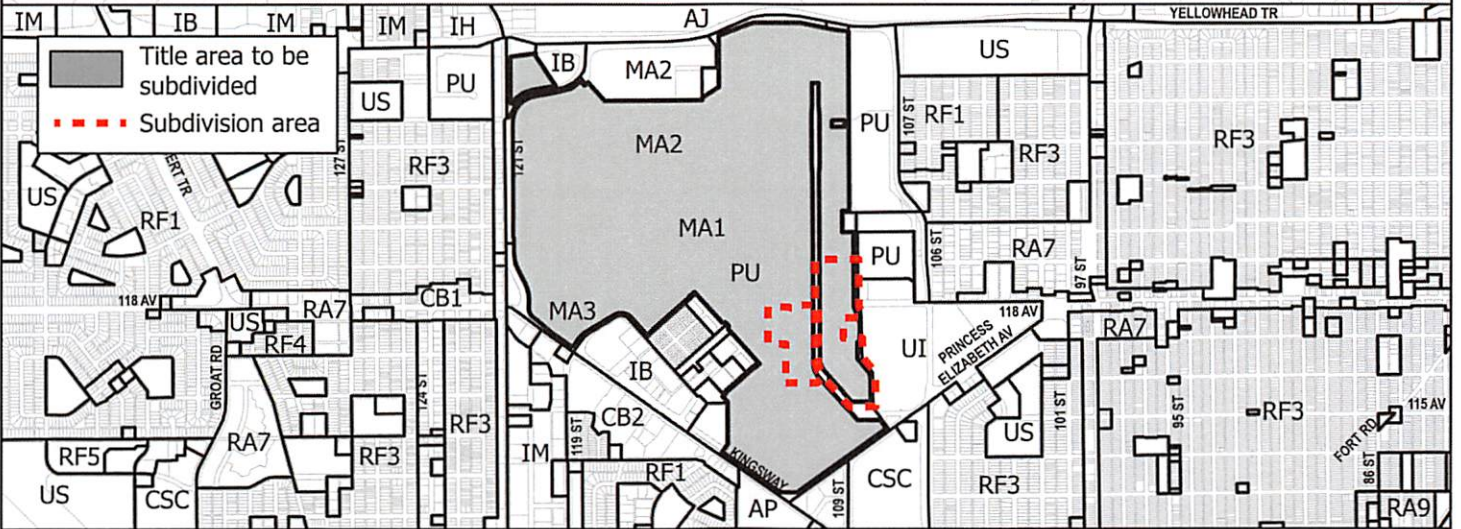 IM
IB
IM
IM
IH
AJ
YELLOWHEAD TR
Title area to be
subdivided
Subdivision area
IB
MA2
US
PU
US
PU
107 ST
RF1
RF3
RF3
127 ST
121 ST
RF3
MA2
US
ERT TR
RF1
MA1
PU
PU
106 ST
RA7
97 ST
118 AV
RA7
CB1
MA3
US
RF4
118 AV
RA7
UI
PRINCESS
ELIZABETH AV
GROAT RD
IB
124 ST
RF3
CB2
RA7
RF3
IM
119 ST
RF1
KINGSWAY
101 ST
US
95 ST
RF3
115 AV
FORT RD
86 ST
RF5
US
CSC
AP
109 ST
CSC
RF3
RA9